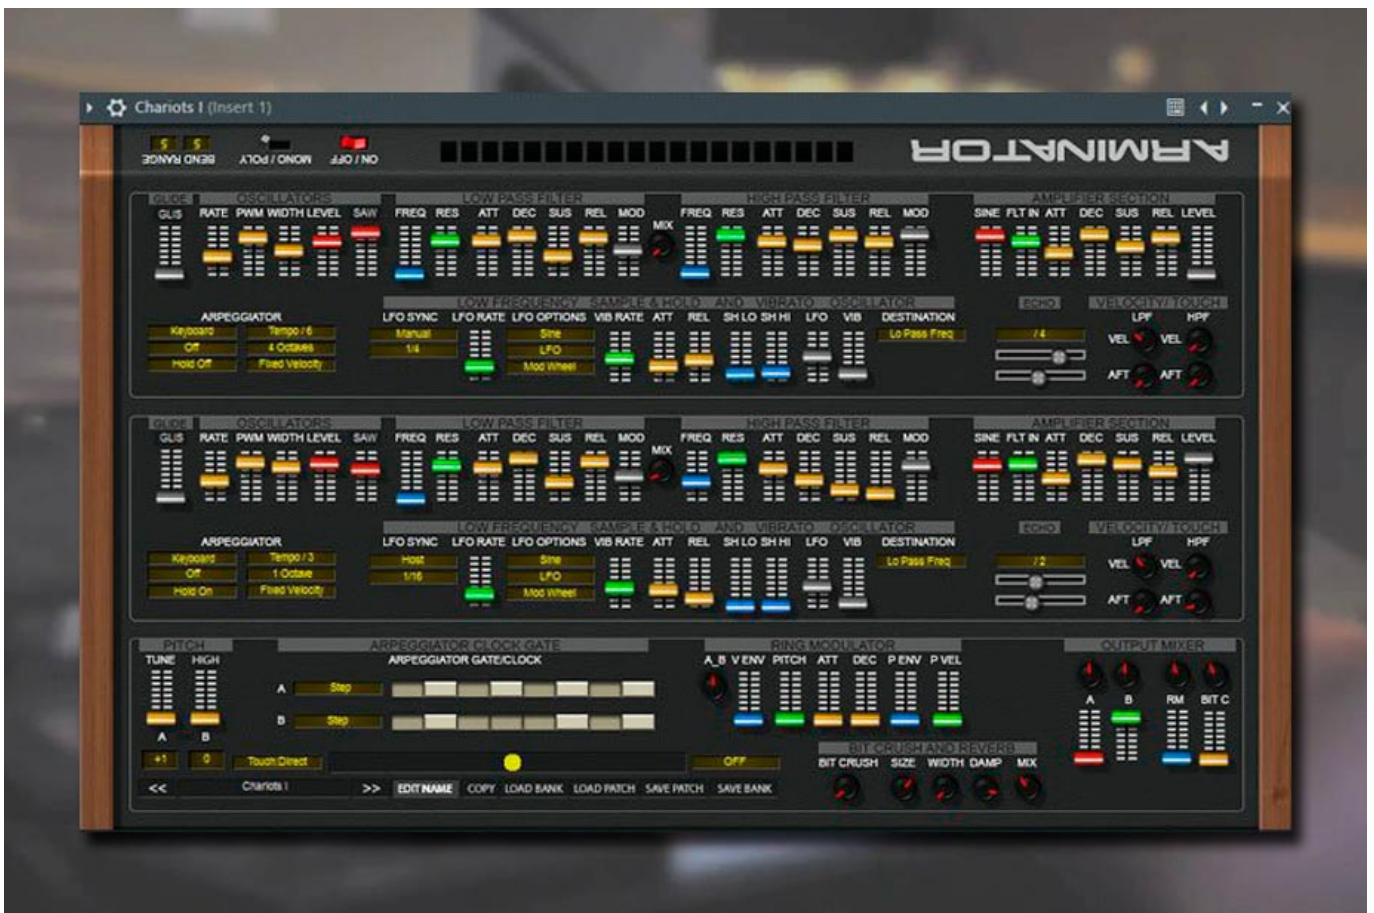 Chariots I (Insert 1)
5 5
BEND RANGE MONO / POLY ON / OFF
ARMINATOR
GLIDE OSCILLATORS LOW PASS FILTER HIGH PASS FILTER AMPLIFIER SECTION
GLIS RATE PWM WIDTH LEVEL SAW FREQ RES ATT DEC SUS REL MOD MIX FREQ RES ATT DEC SUS REL MOD SINE FLT IN ATT DEC SUS REL LEVEL
LOW FREQUENCY SAMPLE & HOLD AND VIBRATO OSCILLATOR ECHO VELOCITY/TOUCH
ARPEGGIATOR LFO SYNC LFO RATE LFO OPTIONS VIB RATE ATT REL SH LO SH HI LFO VIB DESTINATION LPF HPF
Keyboard Tempo / 6 Manual Sine Lo Pass Freq / 4 VEL VEL
Off 4 Octaves 1/4 LFO
Hold Off Fixed Velocity Mod Wheel AFT AFT
GLIDE OSCILLATORS LOW PASS FILTER HIGH PASS FILTER AMPLIFIER SECTION
GLIS RATE PWM WIDTH LEVEL SAW FREQ RES ATT DEC SUS REL MOD MIX FREQ RES ATT DEC SUS REL MOD SINE FLT IN ATT DEC SUS REL LEVEL
LOW FREQUENCY SAMPLE & HOLD AND VIBRATO OSCILLATOR ECHO VELOCITY/TOUCH
ARPEGGIATOR LFO SYNC LFO RATE LFO OPTIONS VIB RATE ATT REL SH LO SH HI LFO VIB DESTINATION LPF HPF
Keyboard Tempo / 3 Host Sine Lo Pass Freq / 2 VEL VEL
Off 1 Octave 1/16 LFO
Hold On Fixed Velocity Mod Wheel AFT AFT
PITCH ARPEGGIATOR CLOCK GATE RING MODULATOR OUTPUT MIXER
TUNE HIGH ARPEGGIATOR GATE/CLOCK A_B V ENV PITCH ATT DEC P ENV P VEL
A Step
A B RM BIT C
B Step
A B
BIT CRUSH AND REVERB
+1 0 Touch:Direct OFF BIT CRUSH SIZE WIDTH DAMP MIX
<< Chariots I >> EDIT NAME COPY LOAD BANK LOAD PATCH SAVE PATCH SAVE BANK